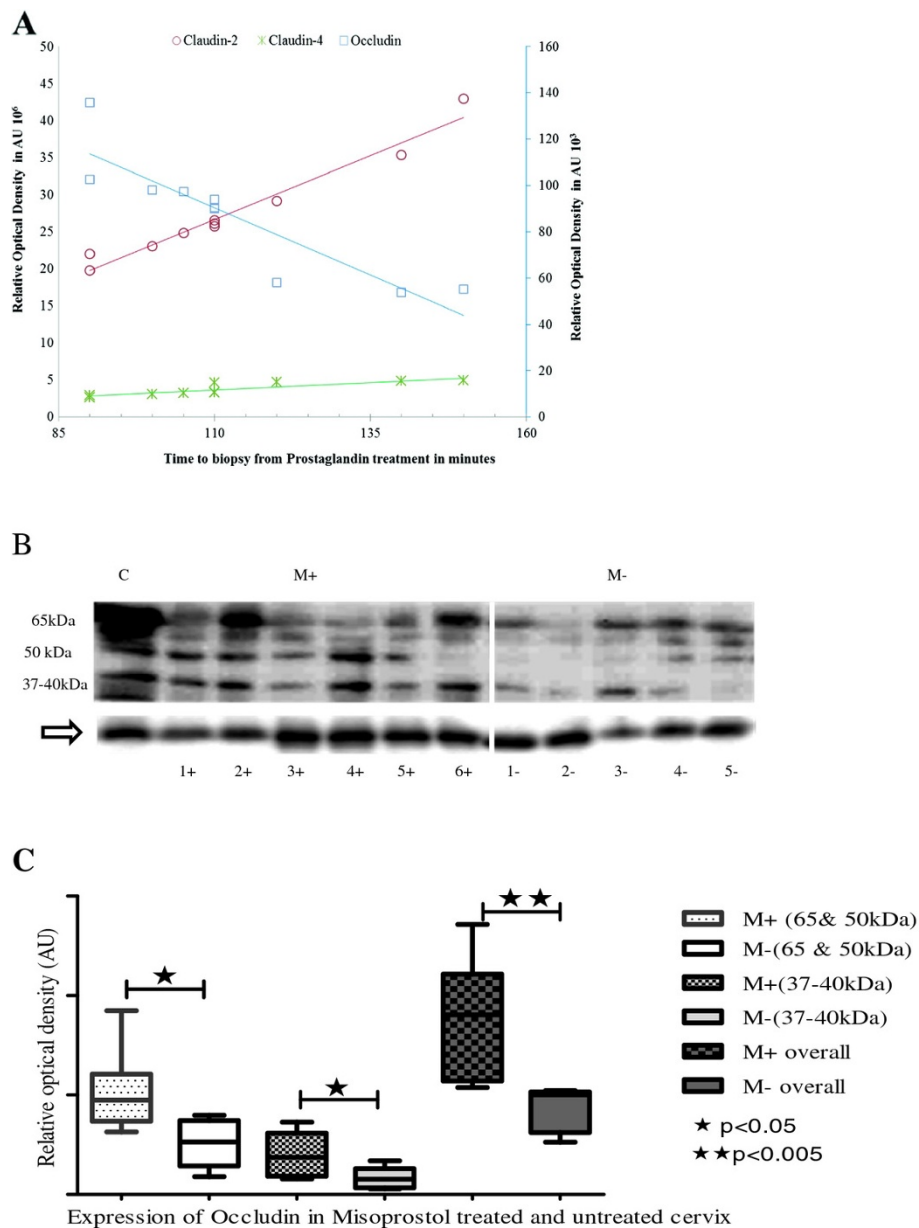 A
Claudin-2 Claudin-4 Occludin
50
45
40
35
30
25
20
15
10
5
0
Relative Optical Density in AU 10⁶
160
140
120
100
80
60
40
20
0
Relative Optical Density in AU 10³
85 110 135 160
Time to biopsy from Prostaglandin treatment in minutes
B
C M+ M-
65kDa
50 kDa
37-40kDa
1+ 2+ 3+ 4+ 5+ 6+ 1- 2- 3- 4- 5-
C
Relative optical density (AU)
M+ (65& 50kDa)
M-(65 & 50kDa)
M+(37-40kDa)
M-(37-40kDa)
M+ overall
M- overall
★ p<0.05
★★p<0.005
Expression of Occludin in Misoprostol treated and untreated cervix